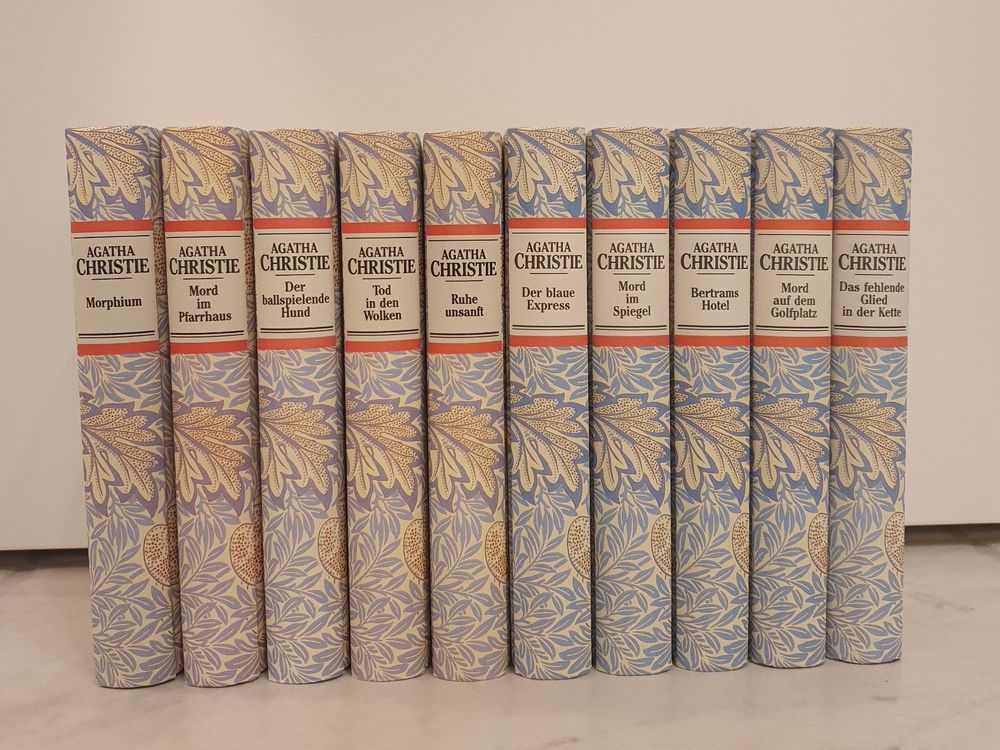 AGATHA
CHRISTIE
Morphium
AGATHA
CHRISTIE
Mord
im
Pfarrhaus
AGATHA
CHRISTIE
Der
ballspielende
Hund
AGATHA
CHRISTIE
Tod
in den
Wolken
AGATHA
CHRISTIE
Ruhe
unsanft
AGATHA
CHRISTIE
Der blaue
Express
AGATHA
CHRISTIE
Mord
im
Spiegel
AGATHA
CHRISTIE
Bertrams
Hotel
AGATHA
CHRISTIE
Mord
auf dem
Golfplatz
AGATHA
CHRISTIE
Das fehlende
Glied
in der Kette